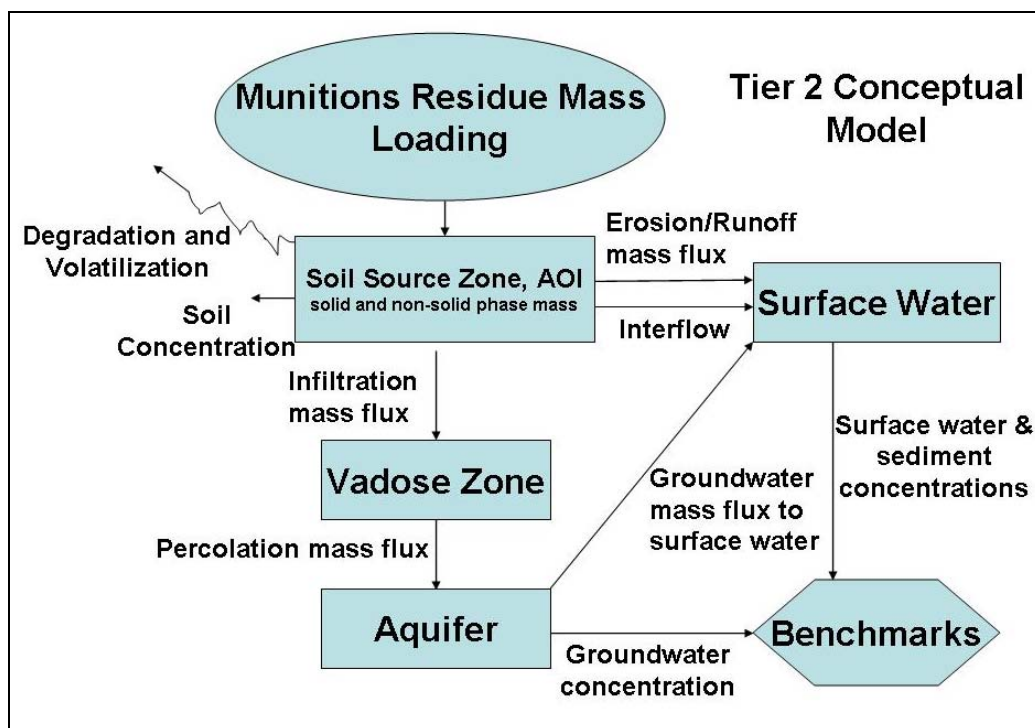 Munitions Residue Mass
Loading
Tier 2 Conceptual
Model
Degradation and
Volatilization
Erosion/Runoff
mass flux
Soil Source Zone, AOI
solid and non-solid phase mass
Surface Water
Soil
Concentration
Interflow
Infiltration
mass flux
Surface water &
sediment
concentrations
Vadose Zone
Groundwater
mass flux to
surface water
Percolation mass flux
Aquifer
Benchmarks
Groundwater
concentration